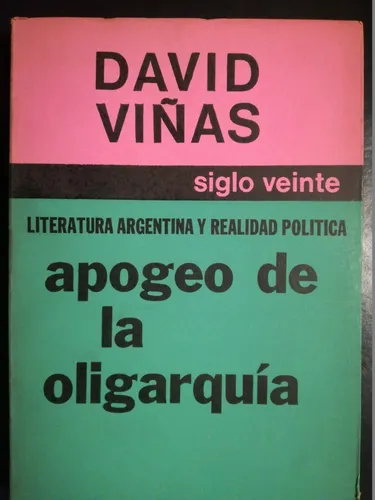 DAVID
VIÑAS
siglo veinte
LITERATURA ARGENTINA Y REALIDAD POLITICA
apogeo de
la
oligarquía